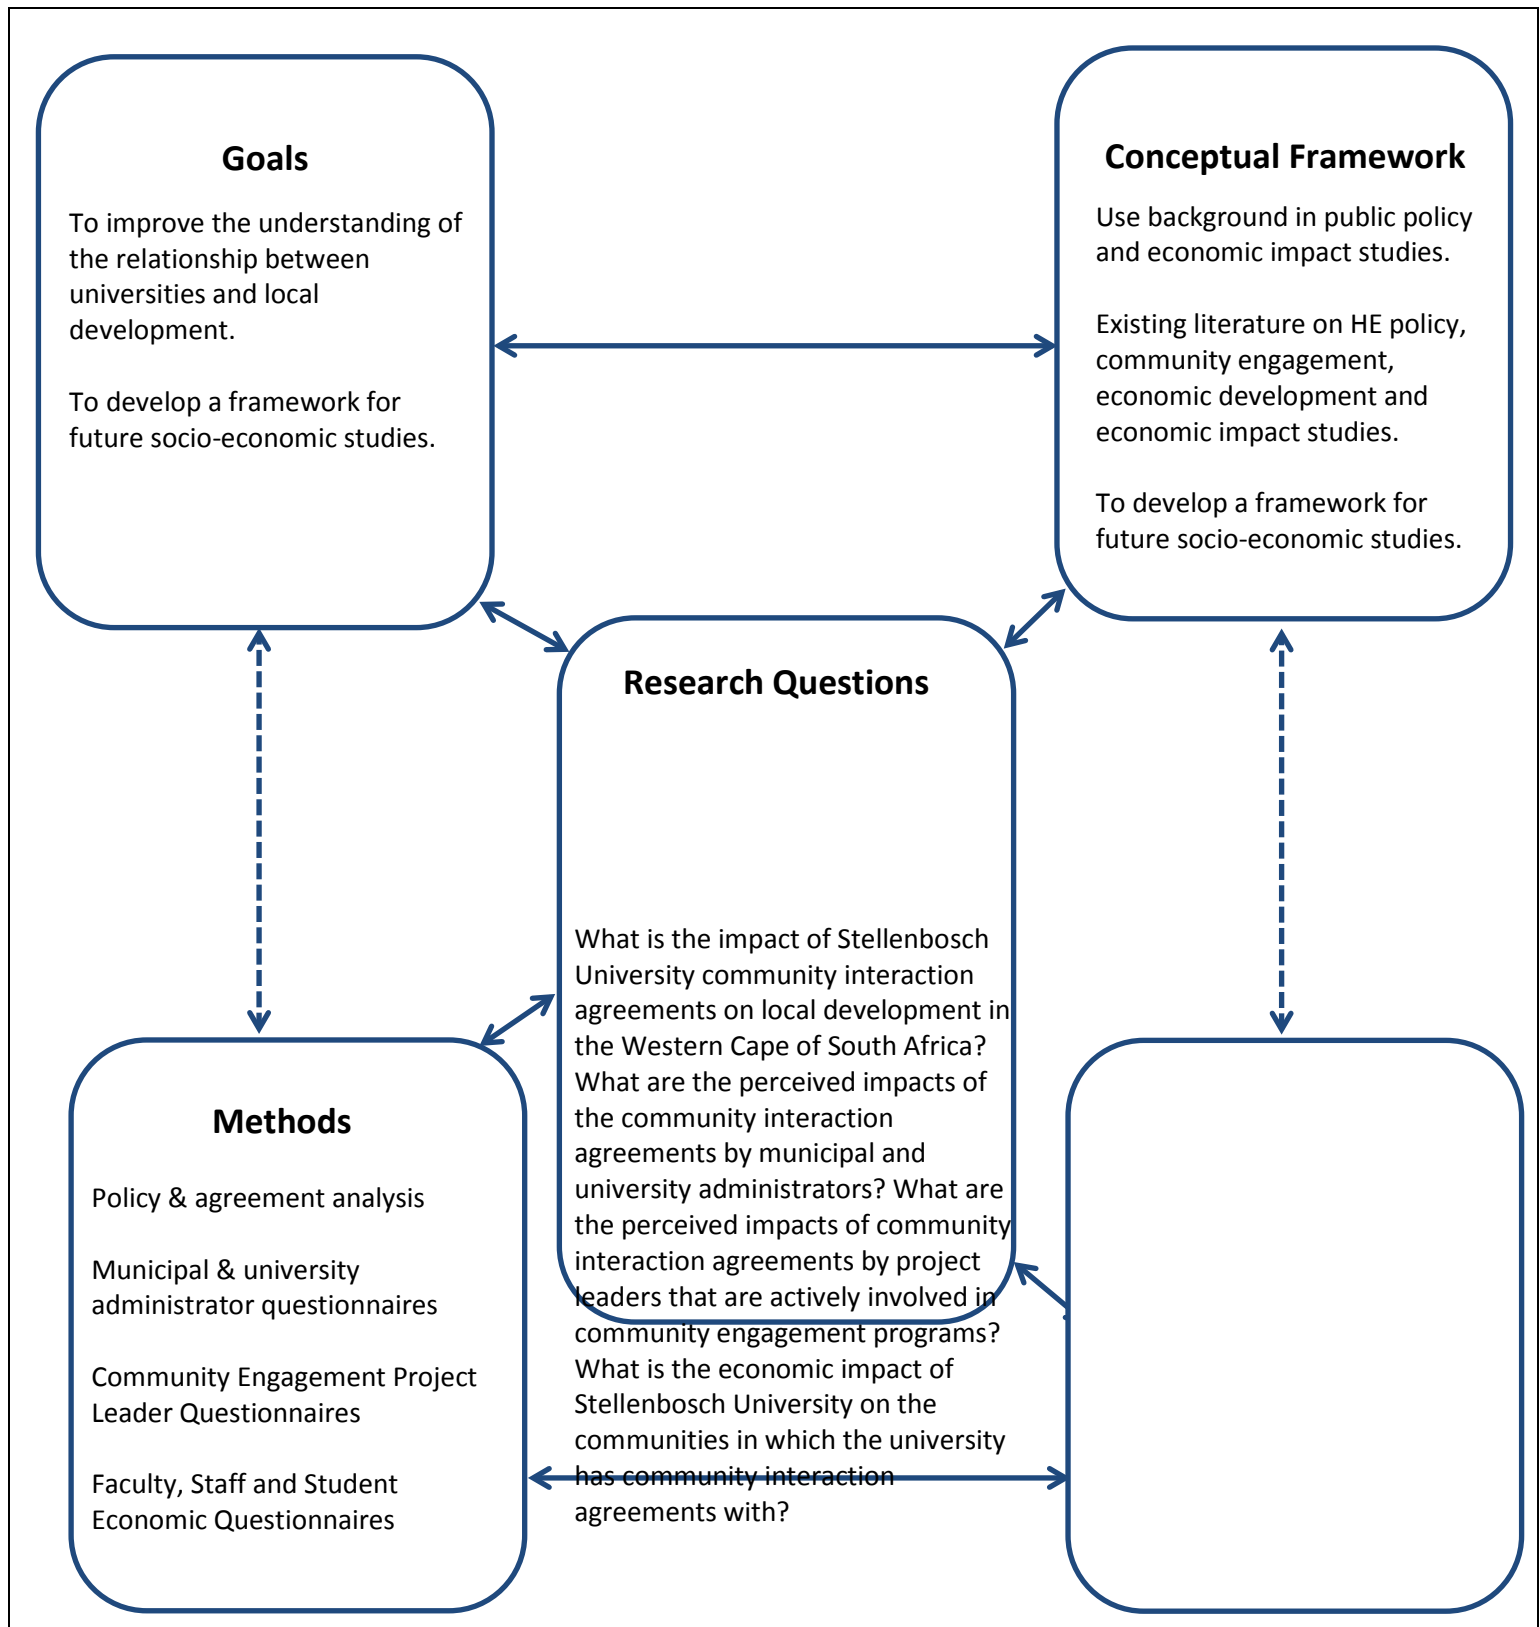 Goals
To improve the understanding of
the relationship between
universities and local
development.
To develop a framework for
future socio-economic studies.
Conceptual Framework
Use background in public policy
and economic impact studies.
Existing literature on HE policy,
community engagement,
economic development and
economic impact studies.
To develop a framework for
future socio-economic studies.
Research Questions
What is the impact of Stellenbosch
University community interaction
agreements on local development in
the Western Cape of South Africa?
What are the perceived impacts of
the community interaction
agreements by municipal and
university administrators? What are
the perceived impacts of community
interaction agreements by project
leaders that are actively involved in
community engagement programs?
What is the economic impact of
Stellenbosch University on the
communities in which the university
has community interaction
agreements with?
Methods
Policy & agreement analysis
Municipal & university
administrator questionnaires
Community Engagement Project
Leader Questionnaires
Faculty, Staff and Student
Economic Questionnaires